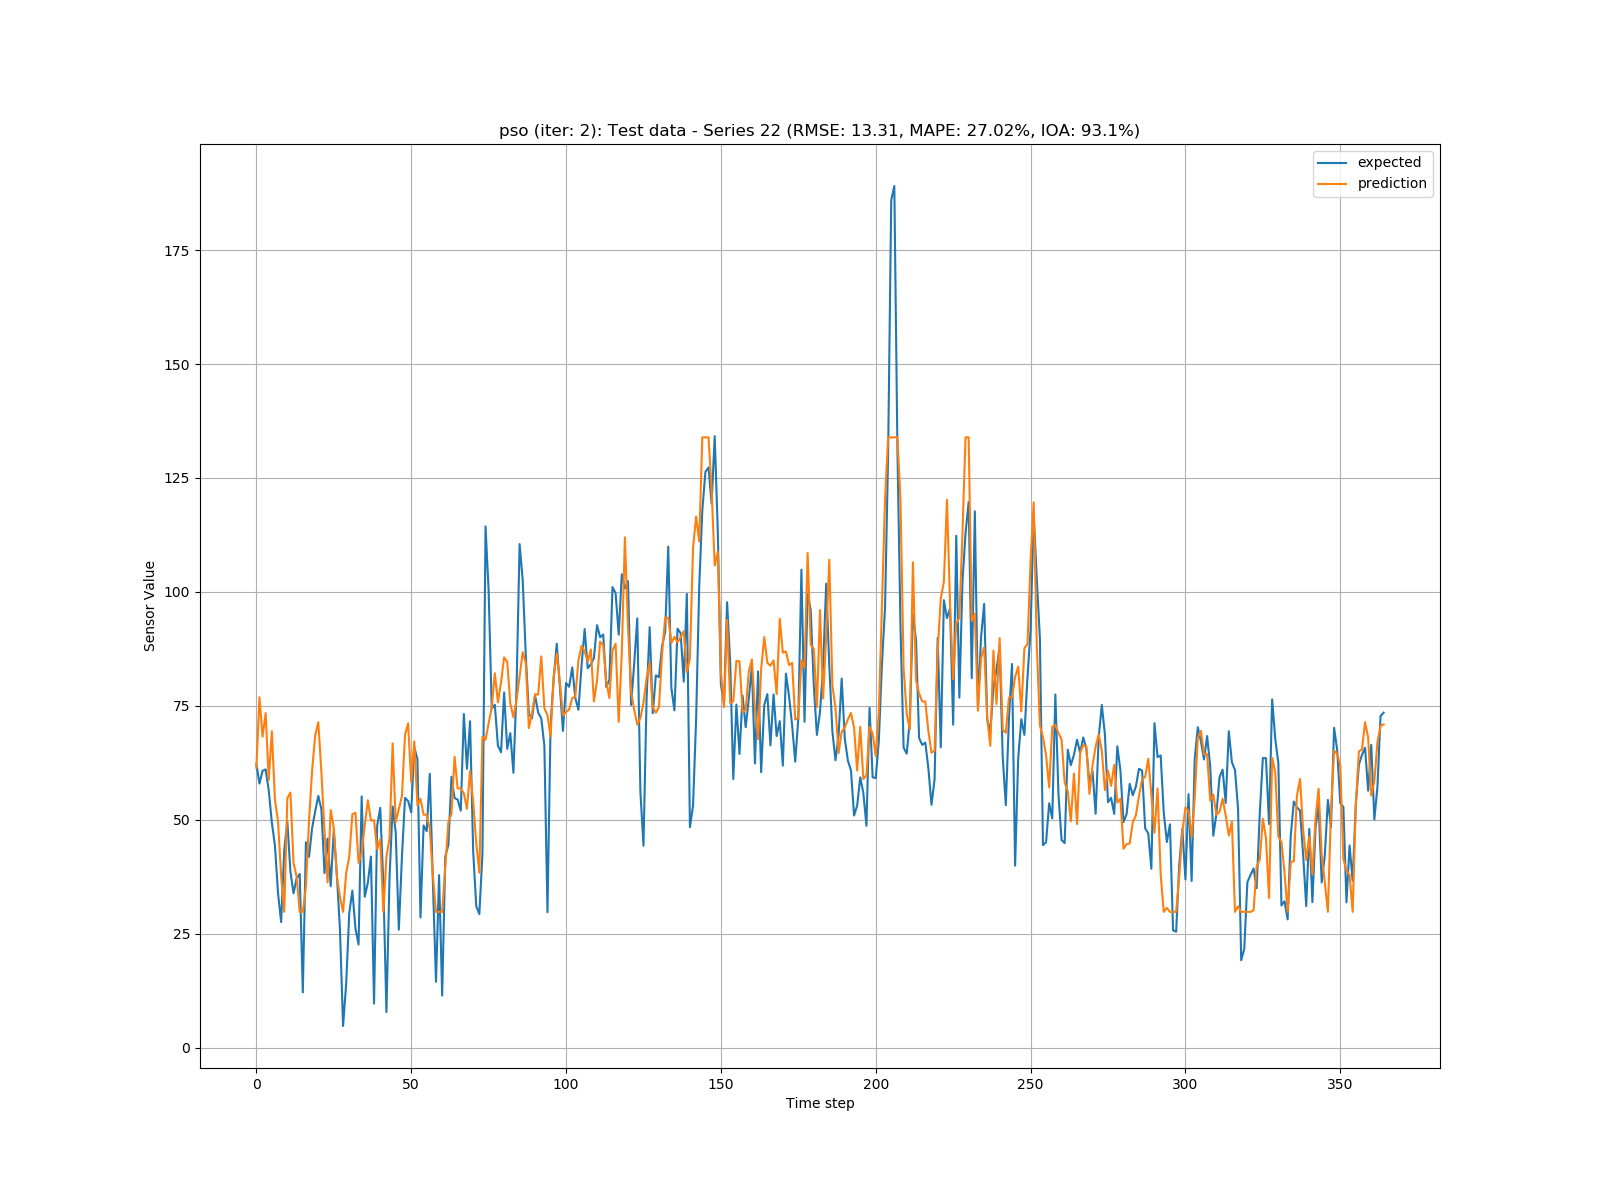 pso (iter: 2): Test data - Series 22 (RMSE: 13.31, MAPE: 27.02%, IOA: 93.1%)
expected
prediction
175
150
125
100
75
50
25
0
Sensor Value
0 50 100 150 200 250 300 350
Time step